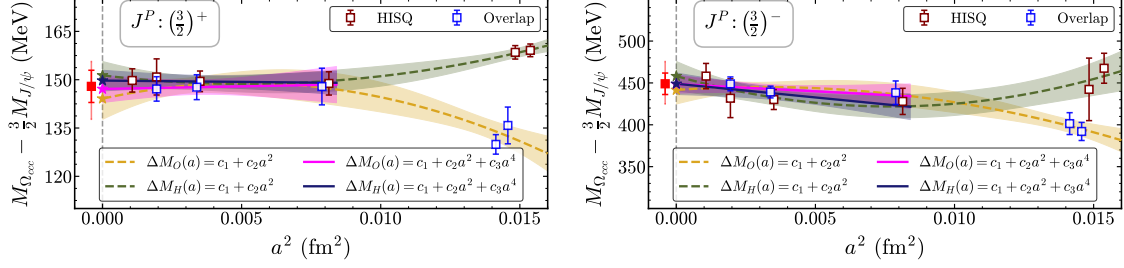 J^P : (3/2)^+
HISQ
Overlap
M_{Ω_{ccc}} − 3/2 M_{J/ψ} (MeV)
165
150
135
120
ΔM_O(a) = c_1 + c_2a^2
ΔM_H(a) = c_1 + c_2a^2
ΔM_O(a) = c_1 + c_2a^2 + c_3a^4
ΔM_H(a) = c_1 + c_2a^2 + c_3a^4
0.000 0.005 0.010 0.015
a^2 (fm^2)
J^P : (3/2)^−
HISQ
Overlap
M_{Ω_{ccc}} − 3/2 M_{J/ψ} (MeV)
500
450
400
350
ΔM_O(a) = c_1 + c_2a^2
ΔM_H(a) = c_1 + c_2a^2
ΔM_O(a) = c_1 + c_2a^2 + c_3a^4
ΔM_H(a) = c_1 + c_2a^2 + c_3a^4
0.000 0.005 0.010 0.015
a^2 (fm^2)